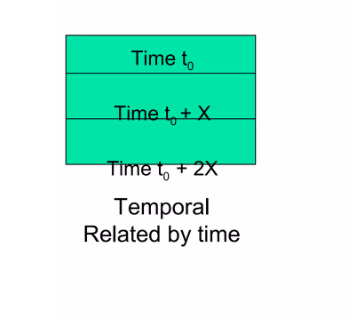 Time t₀
Time t₀ + X
Time t₀ + 2X
Temporal
Related by time